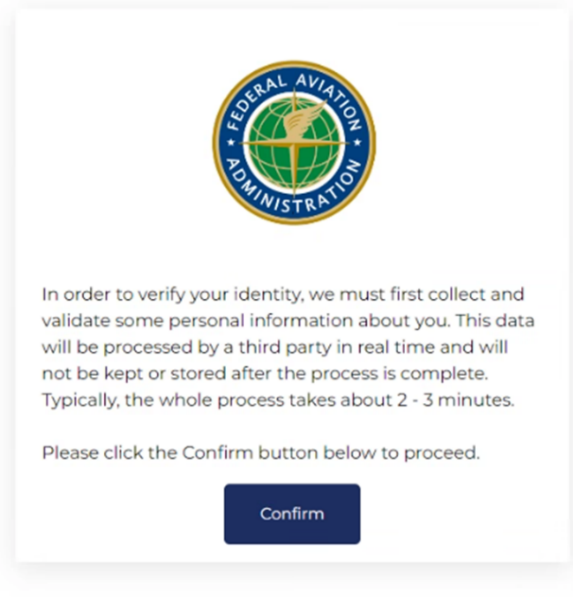 FEDERAL AVIATION
ADMINISTRATION
In order to verify your identity, we must first collect and
validate some personal information about you. This data
will be processed by a third party in real time and will
not be kept or stored after the process is complete.
Typically, the whole process takes about 2 - 3 minutes.
Please click the Confirm button below to proceed.
Confirm